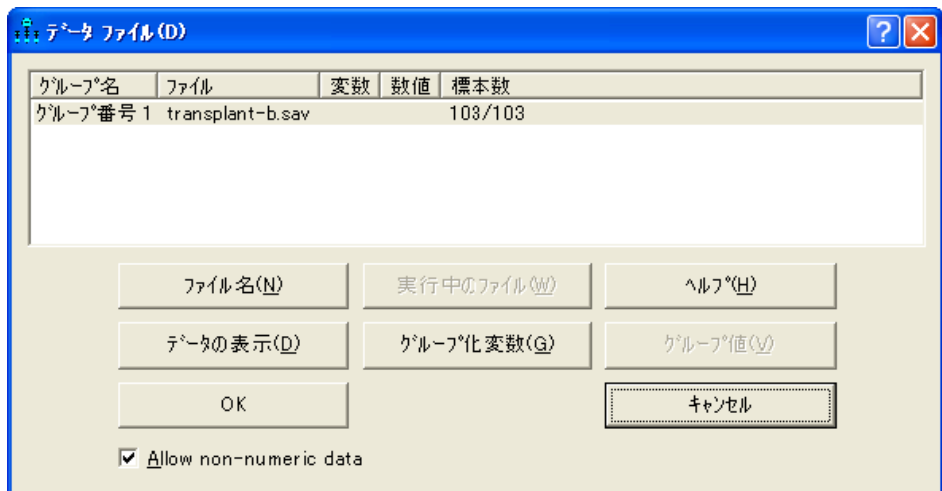 ﾃﾞｰﾀ ﾌｧｲﾙ(D)
ｸﾞﾙｰﾌﾟ名 ﾌｧｲﾙ 変数 数値 標本数
ｸﾞﾙｰﾌﾟ番号 1 transplant-b.sav 103/103
ﾌｧｲﾙ名(N) 実行中のﾌｧｲﾙ(W) ﾍﾙﾌﾟ(H)
ﾃﾞｰﾀの表示(D) ｸﾞﾙｰﾌﾟ化変数(G) ｸﾞﾙｰﾌﾟ値(V)
OK ｷｬﾝｾﾙ
Allow non-numeric data